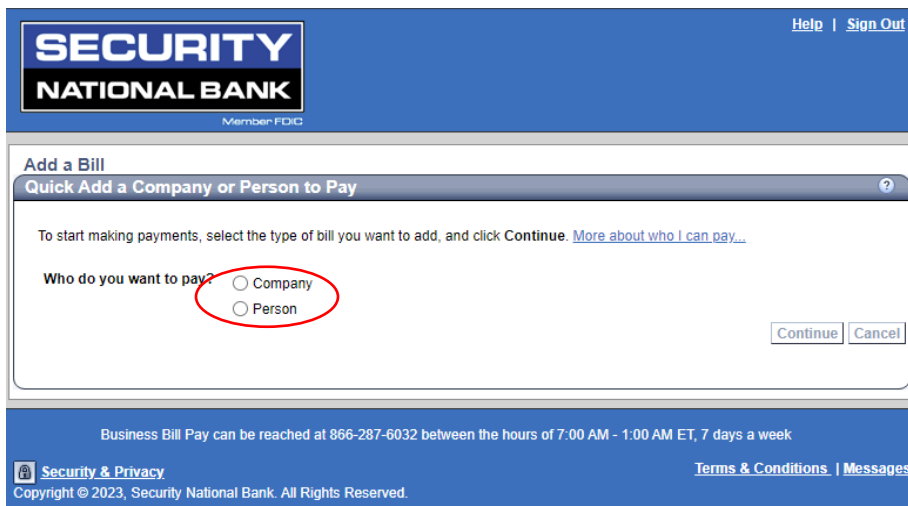 Help | Sign Out
SECURITY
NATIONAL BANK
Member FDIC
Add a Bill
Quick Add a Company or Person to Pay
?
To start making payments, select the type of bill you want to add, and click Continue. More about who I can pay...
Who do you want to pay?
Company
Person
Continue Cancel
Business Bill Pay can be reached at 866-287-6032 between the hours of 7:00 AM - 1:00 AM ET, 7 days a week
Security & Privacy
Terms & Conditions | Messages
Copyright © 2023, Security National Bank. All Rights Reserved.